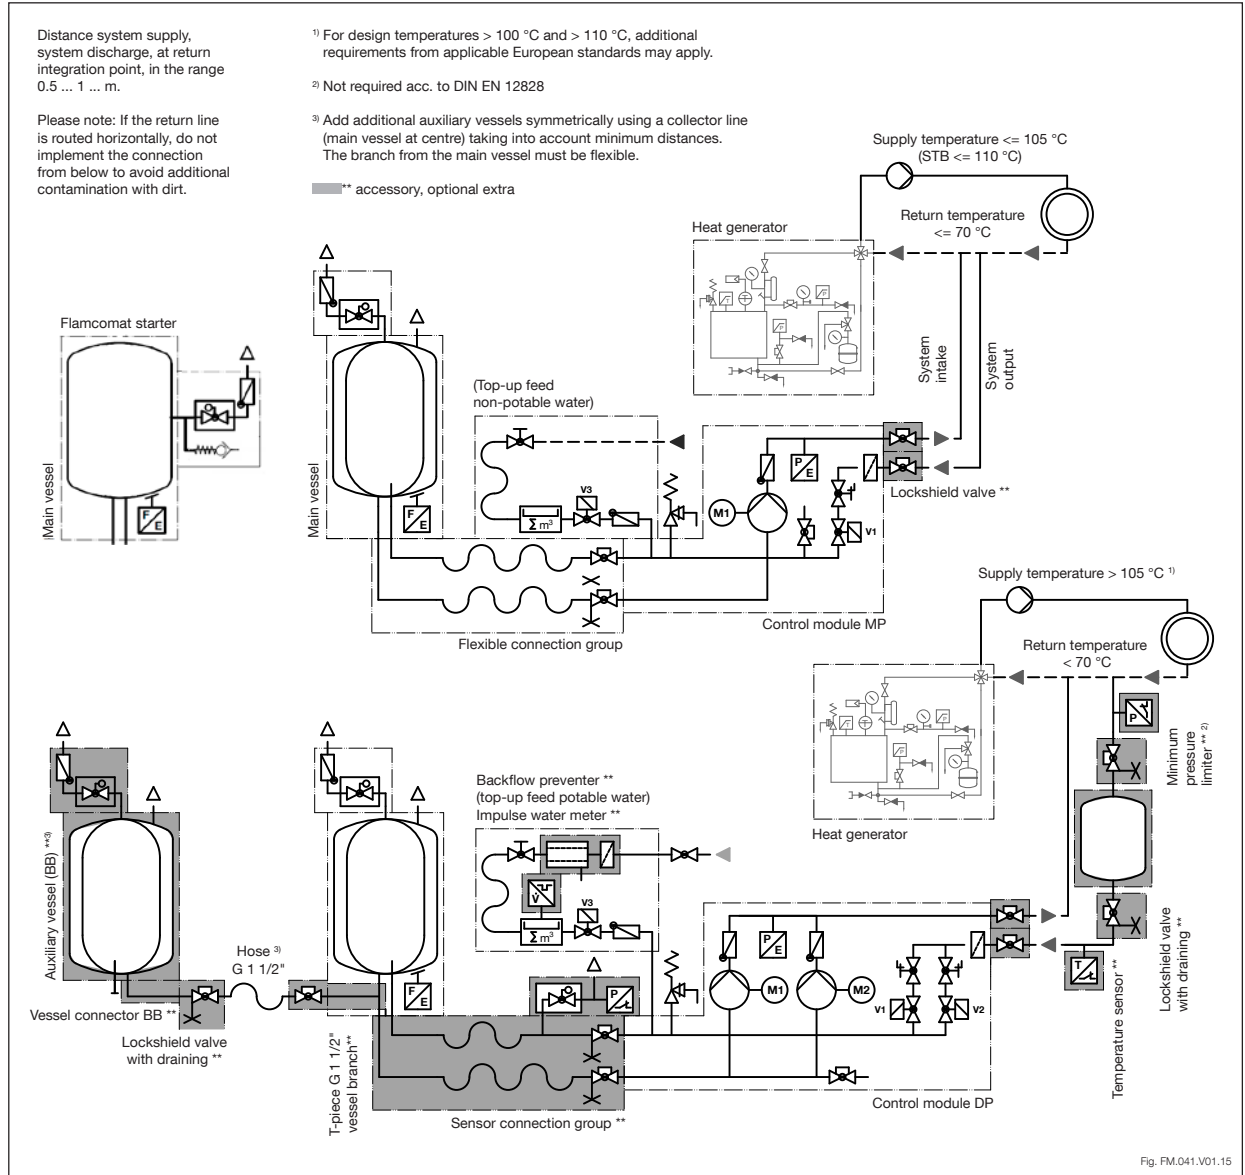 Distance system supply,
system discharge, at return
integration point, in the range
0.5 ... 1 ... m.
Please note: If the return line
is routed horizontally, do not
implement the connection
from below to avoid additional
contamination with dirt.
1) For design temperatures > 100 °C and > 110 °C, additional
requirements from applicable European standards may apply.
2) Not required acc. to DIN EN 12828
3) Add additional auxiliary vessels symmetrically using a collector line
(main vessel at centre) taking into account minimum distances.
The branch from the main vessel must be flexible.
** accessory, optional extra
Supply temperature <= 105 °C
(STB <= 110 °C)
Return temperature
<= 70 °C
Heat generator
System
intake
System
output
Flamcomat starter
Main vessel
F
E
Main vessel
F
E
(Top-up feed
non-potable water)
V3
Σ m³
M1
P
E
V1
Lockshield valve **
Control module MP
Flexible connection group
Supply temperature > 105 °C 1)
Return temperature
< 70 °C
Heat generator
P
Minimum
pressure
limiter ** 2)
Lockshield valve
with draining **
T
Temperature sensor **
Auxiliary vessel (BB) **3)
Vessel connector BB **
Hose 3)
G 1 1/2"
Lockshield valve
with draining **
T-piece G 1 1/2"
vessel branch**
F
E
Backflow preventer **
(top-up feed potable water)
Impulse water meter **
V
V3
Σ m³
P
P
E
M1
M2
V1
V2
Sensor connection group **
Control module DP
Fig. FM.041.V01.15